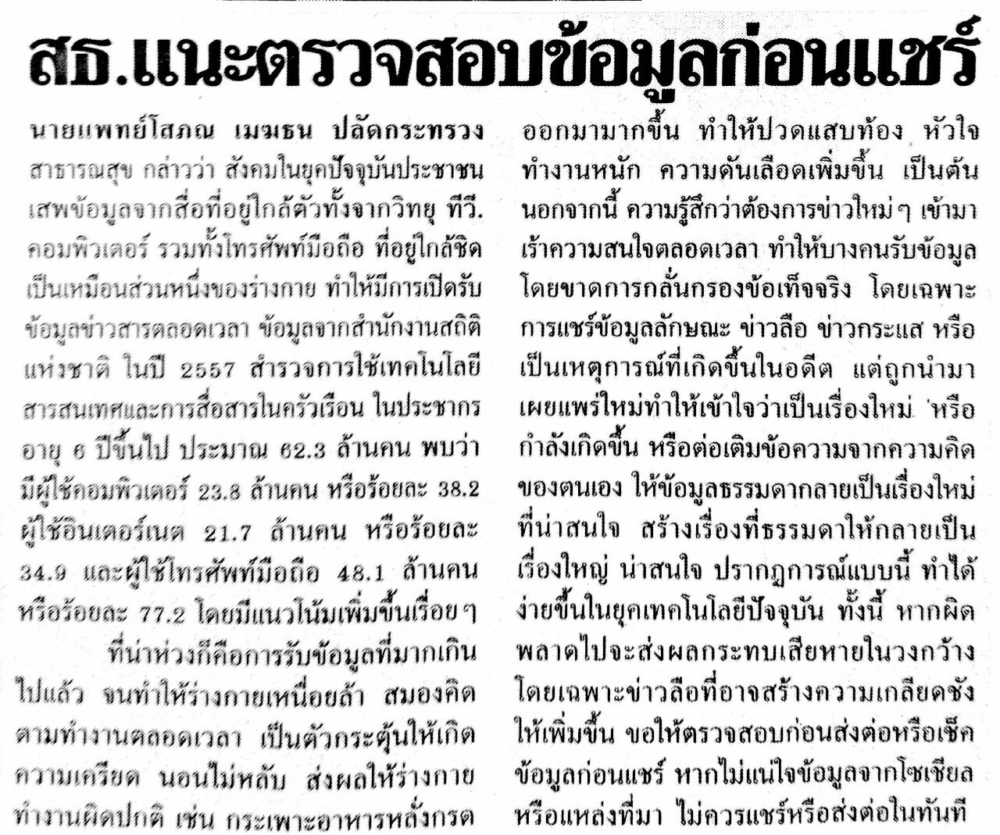 สธ.แนะตรวจสอบข้อมูลก่อนแชร์
นายแพทย์โสภณ เมฆธน ปลัดกระทรวง
สาธารณสุข กล่าวว่า สังคมในยุคปัจจุบันประชาชน
เสพข้อมูลจากสื่อที่อยู่ใกล้ตัวทั้งจากวิทยุ ทีวี.
คอมพิวเตอร์ รวมทั้งโทรศัพท์มือถือ ที่อยู่ใกล้ชิด
เป็นเหมือนส่วนหนึ่งของร่างกาย ทำให้มีการเปิดรับ
ข้อมูลข่าวสารตลอดเวลา ข้อมูลจากสำนักงานสถิติ
แห่งชาติ ในปี 2557 สำรวจการใช้เทคโนโลยี
สารสนเทศและการสื่อสารในครัวเรือน ในประชากร
อายุ 6 ปีขึ้นไป ประมาณ 62.3 ล้านคน พบว่า
มีผู้ใช้คอมพิวเตอร์ 23.8 ล้านคน หรือร้อยละ 38.2
ผู้ใช้อินเตอร์เนต 21.7 ล้านคน หรือร้อยละ
34.9 และผู้ใช้โทรศัพท์มือถือ 48.1 ล้านคน
หรือร้อยละ 77.2 โดยมีแนวโน้มเพิ่มขึ้นเรื่อยๆ
ที่น่าห่วงก็คือการรับข้อมูลที่มากเกิน
ไปแล้ว จนทำให้ร่างกายเหนื่อยล้า สมองคิด
ตามทำงานตลอดเวลา เป็นตัวกระตุ้นให้เกิด
ความเครียด นอนไม่หลับ ส่งผลให้ร่างกาย
ทำงานผิดปกติ เช่น กระเพาะอาหารหลั่งกรด
ออกมามากขึ้น ทำให้ปวดแสบท้อง หัวใจ
ทำงานหนัก ความดันเลือดเพิ่มขึ้น เป็นต้น
นอกจากนี้ ความรู้สึกว่าต้องการข่าวใหม่ๆ เข้ามา
เร้าความสนใจตลอดเวลา ทำให้บางคนรับข้อมูล
โดยขาดการกลั่นกรองข้อเท็จจริง โดยเฉพาะ
การแชร์ข้อมูลลักษณะ ข่าวลือ ข่าวกระแส หรือ
เป็นเหตุการณ์ที่เกิดขึ้นในอดีต แต่ถูกนำมา
เผยแพร่ใหม่ทำให้เข้าใจว่าเป็นเรื่องใหม่ หรือ
กำลังเกิดขึ้น หรือต่อเติมข้อความจากความคิด
ของตนเอง ให้ข้อมูลธรรมดากลายเป็นเรื่องใหม่
ที่น่าสนใจ สร้างเรื่องที่ธรรมดาให้กลายเป็น
เรื่องใหญ่ น่าสนใจ ปรากฏการณ์แบบนี้ ทำได้
ง่ายขึ้นในยุคเทคโนโลยีปัจจุบัน ทั้งนี้ หากผิด
พลาดไปจะส่งผลกระทบเสียหายในวงกว้าง
โดยเฉพาะข่าวลือที่อาจสร้างความเกลียดชัง
ให้เพิ่มขึ้น ขอให้ตรวจสอบก่อนส่งต่อหรือเช็ค
ข้อมูลก่อนแชร์ หากไม่แน่ใจข้อมูลจากโซเชียล
หรือแหล่งที่มา ไม่ควรแชร์หรือส่งต่อในทันที